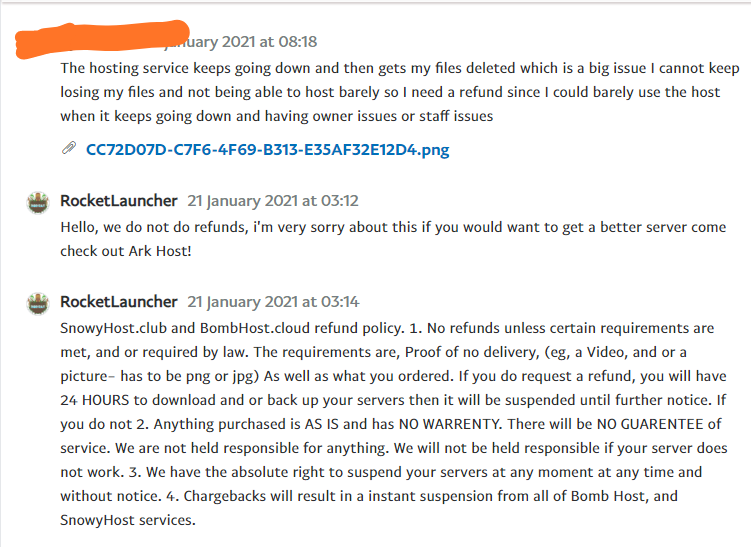 uary 2021 at 08:18
The hosting service keeps going down and then gets my files deleted which is a big issue I cannot keep
losing my files and not being able to host barely so I need a refund since I could barely use the host
when it keeps going down and having owner issues or staff issues
CC72D07D-C7F6-4F69-B313-E35AF32E12D4.png
RocketLauncher 21 January 2021 at 03:12
Hello, we do not do refunds, i'm very sorry about this if you would want to get a better server come
check out Ark Host!
RocketLauncher 21 January 2021 at 03:14
SnowyHost.club and BombHost.cloud refund policy. 1. No refunds unless certain requirements are
met, and or required by law. The requirements are, Proof of no delivery, (eg, a Video, and or a
picture- has to be png or jpg) As well as what you ordered. If you do request a refund, you will have
24 HOURS to download and or back up your servers then it will be suspended until further notice. If
you do not 2. Anything purchased is AS IS and has NO WARRENTY. There will be NO GUARENTEE of
service. We are not held responsible for anything. We will not be held responsible if your server does
not work. 3. We have the absolute right to suspend your servers at any moment at any time and
without notice. 4. Chargebacks will result in a instant suspension from all of Bomb Host, and
SnowyHost services.